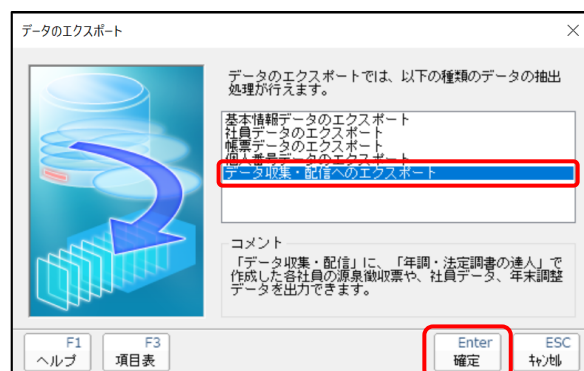 データのエクスポート
データのエクスポートでは、以下の種類のデータの抽出
処理が行えます。
基本情報データのエクスポート
社員データのエクスポート
帳票データのエクスポート
個人番号データのエクスポート
データ収集・配信へのエクスポート
コメント
「データ収集・配信」に、「年調・法定調書の達人」で
作成した各社員の源泉徴収票や、社員データ、年末調整
データを出力できます。
F1
ヘルプ
F3
項目表
Enter
確定
ESC
ｷｬﾝｾﾙ